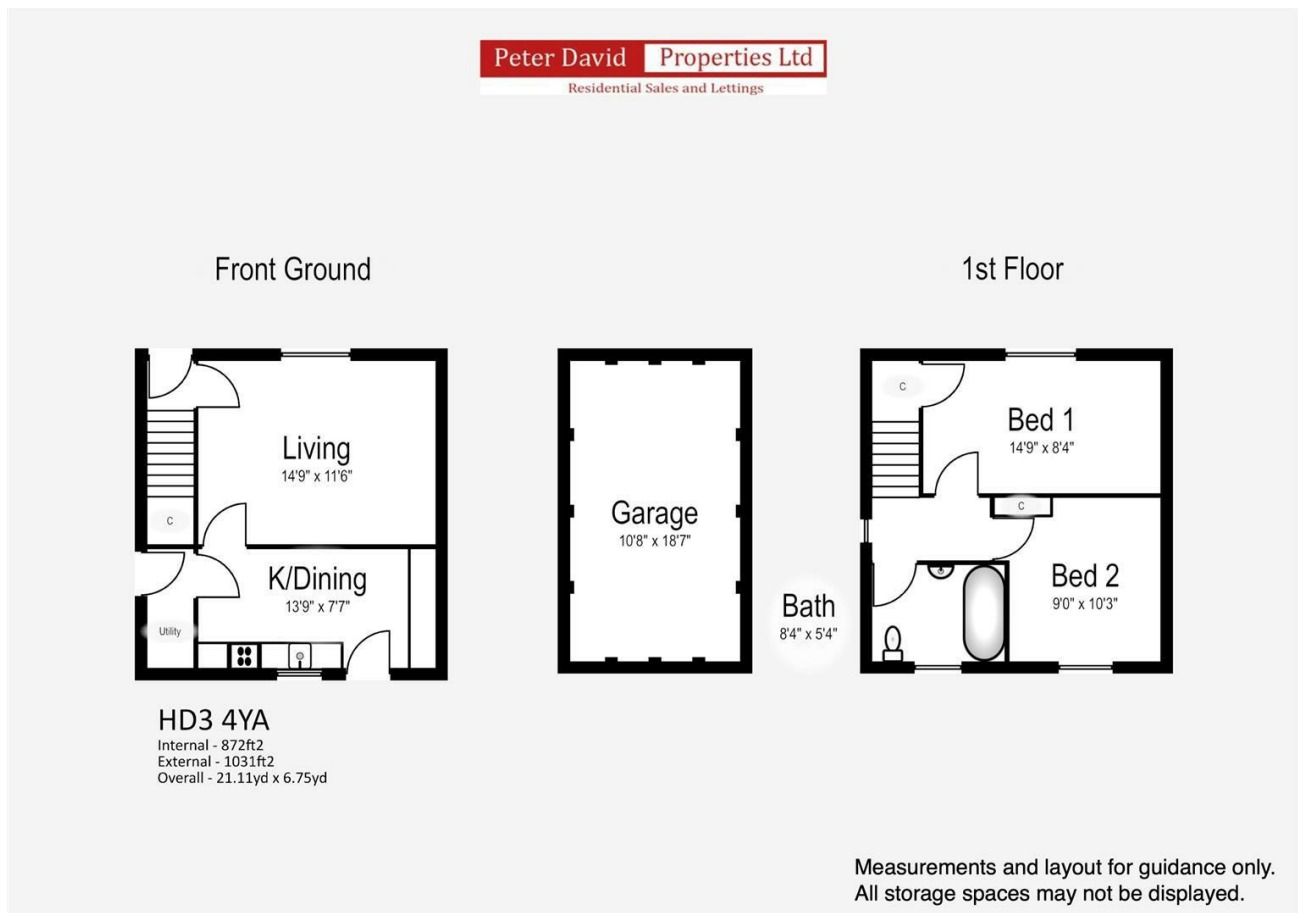 Peter David Properties Ltd
Residential Sales and Lettings
Front Ground
1st Floor
Living
14'9" x 11'6"
C
K/Dining
13'9" x 7'7"
Utility
Garage
10'8" x 18'7"
Bath
8'4" x 5'4"
C
Bed 1
14'9" x 8'4"
C
Bed 2
9'0" x 10'3"
HD3 4YA
Internal - 872ft2
External - 1031ft2
Overall - 21.11yd x 6.75yd
Measurements and layout for guidance only.
All storage spaces may not be displayed.